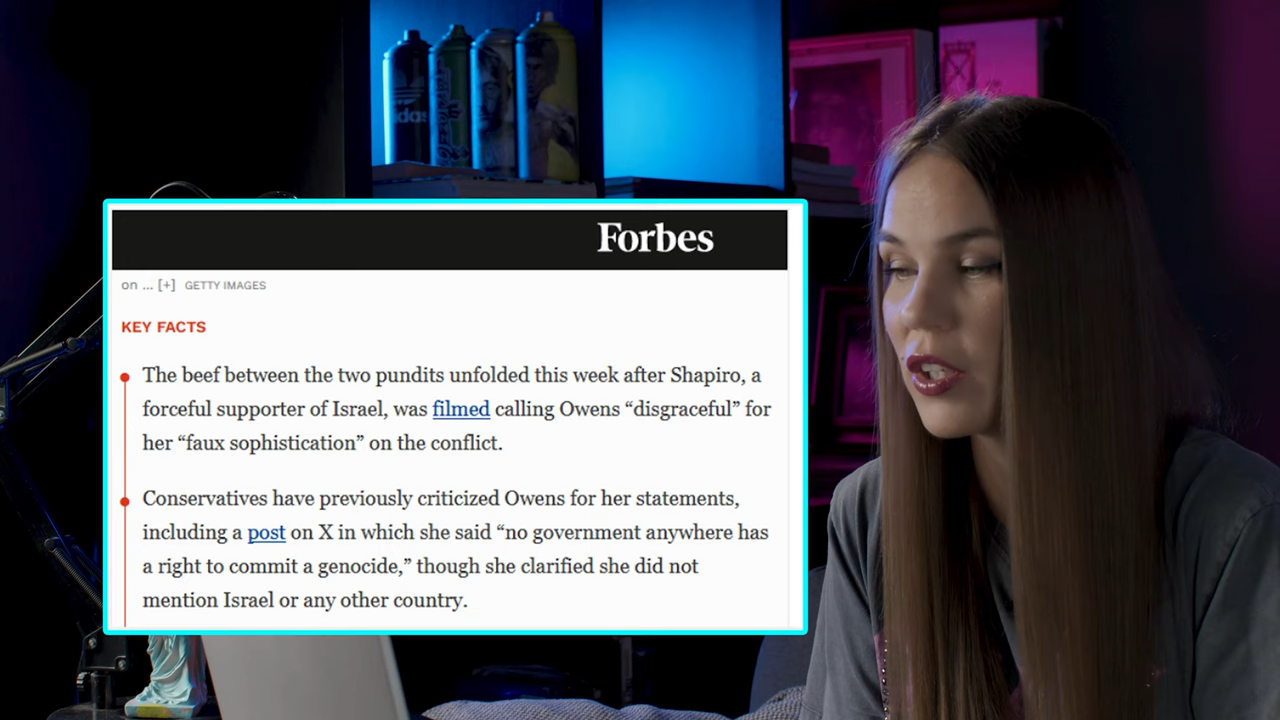 adidas
Forbes
on ... [+] GETTY IMAGES
KEY FACTS
The beef between the two pundits unfolded this week after Shapiro, a
forceful supporter of Israel, was filmed calling Owens “disgraceful” for
her “faux sophistication” on the conflict.
Conservatives have previously criticized Owens for her statements,
including a post on X in which she said “no government anywhere has
a right to commit a genocide,” though she clarified she did not
mention Israel or any other country.